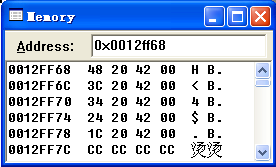 Memory
Address: 0x0012ff68
0012FF68 48 20 42 00 H B.
0012FF6C 3C 20 42 00 < B.
0012FF70 34 20 42 00 4 B.
0012FF74 24 20 42 00 $ B.
0012FF78 1C 20 42 00 . B.
0012FF7C CC CC CC CC 烫烫